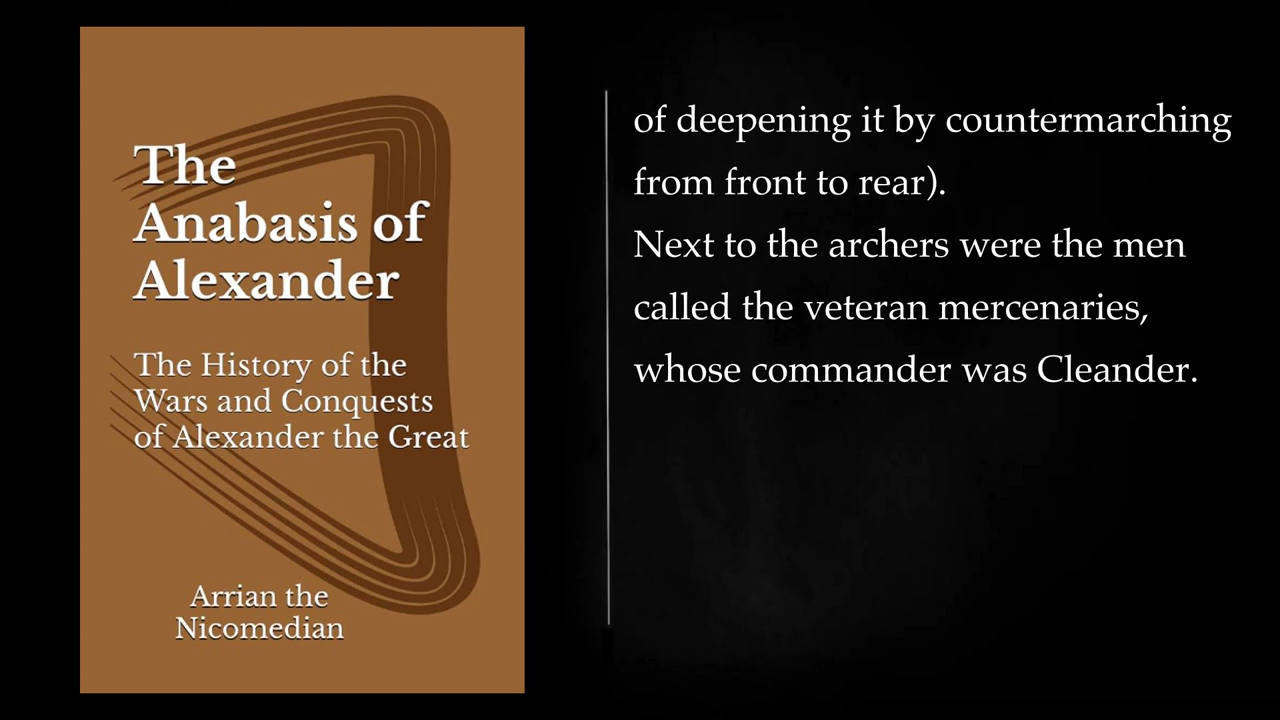 The
Anabasis of
Alexander
The History of the
Wars and Conquests
of Alexander the Great
Arrian the
Nicomedian
of deepening it by countermarching
from front to rear).
Next to the archers were the men
called the veteran mercenaries,
whose commander was Cleander.